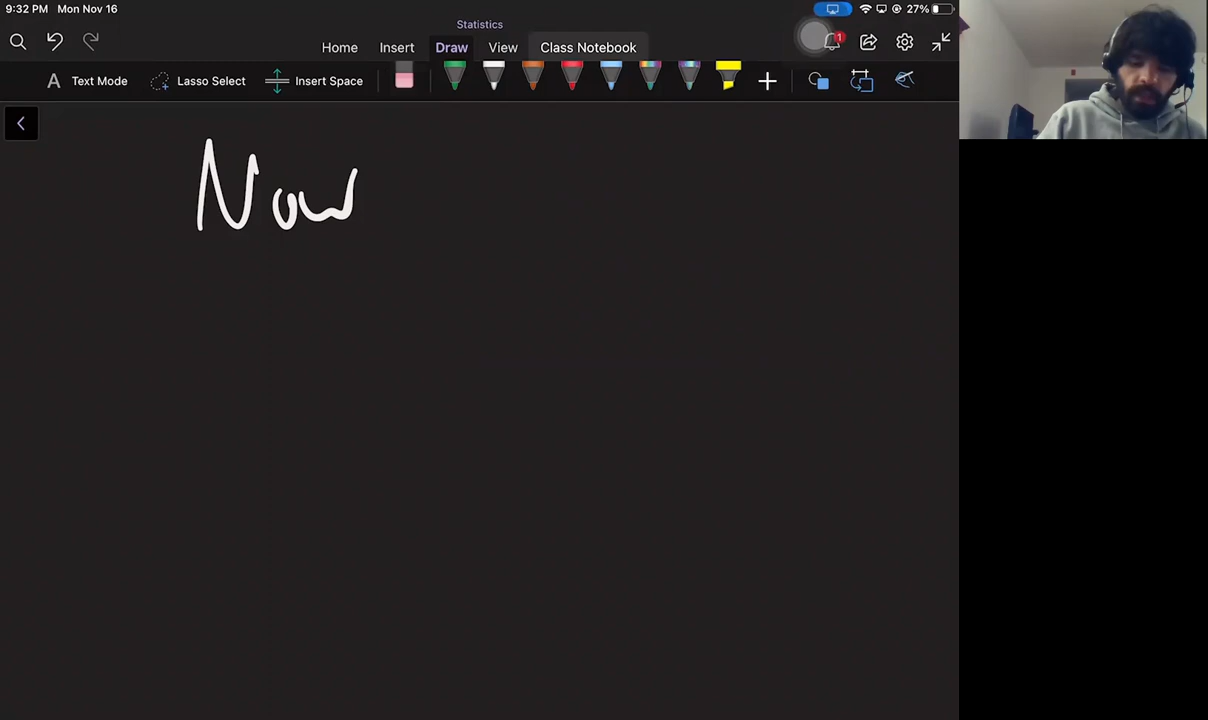 9:32 PM Mon Nov 16 27%
Statistics
Home Insert Draw View Class Notebook 1
A Text Mode Lasso Select Insert Space
Now